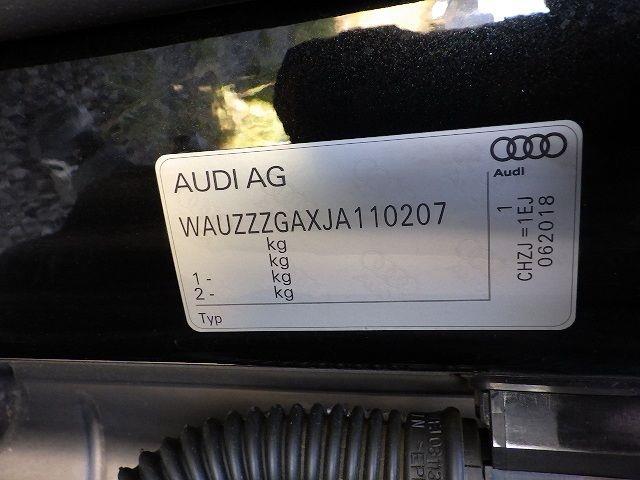 AUDI AG
Audi
WAUZZZGAXJA110207
kg
kg
1 - kg
2 - kg
Typ
1
CHZJ=1EJ
062018